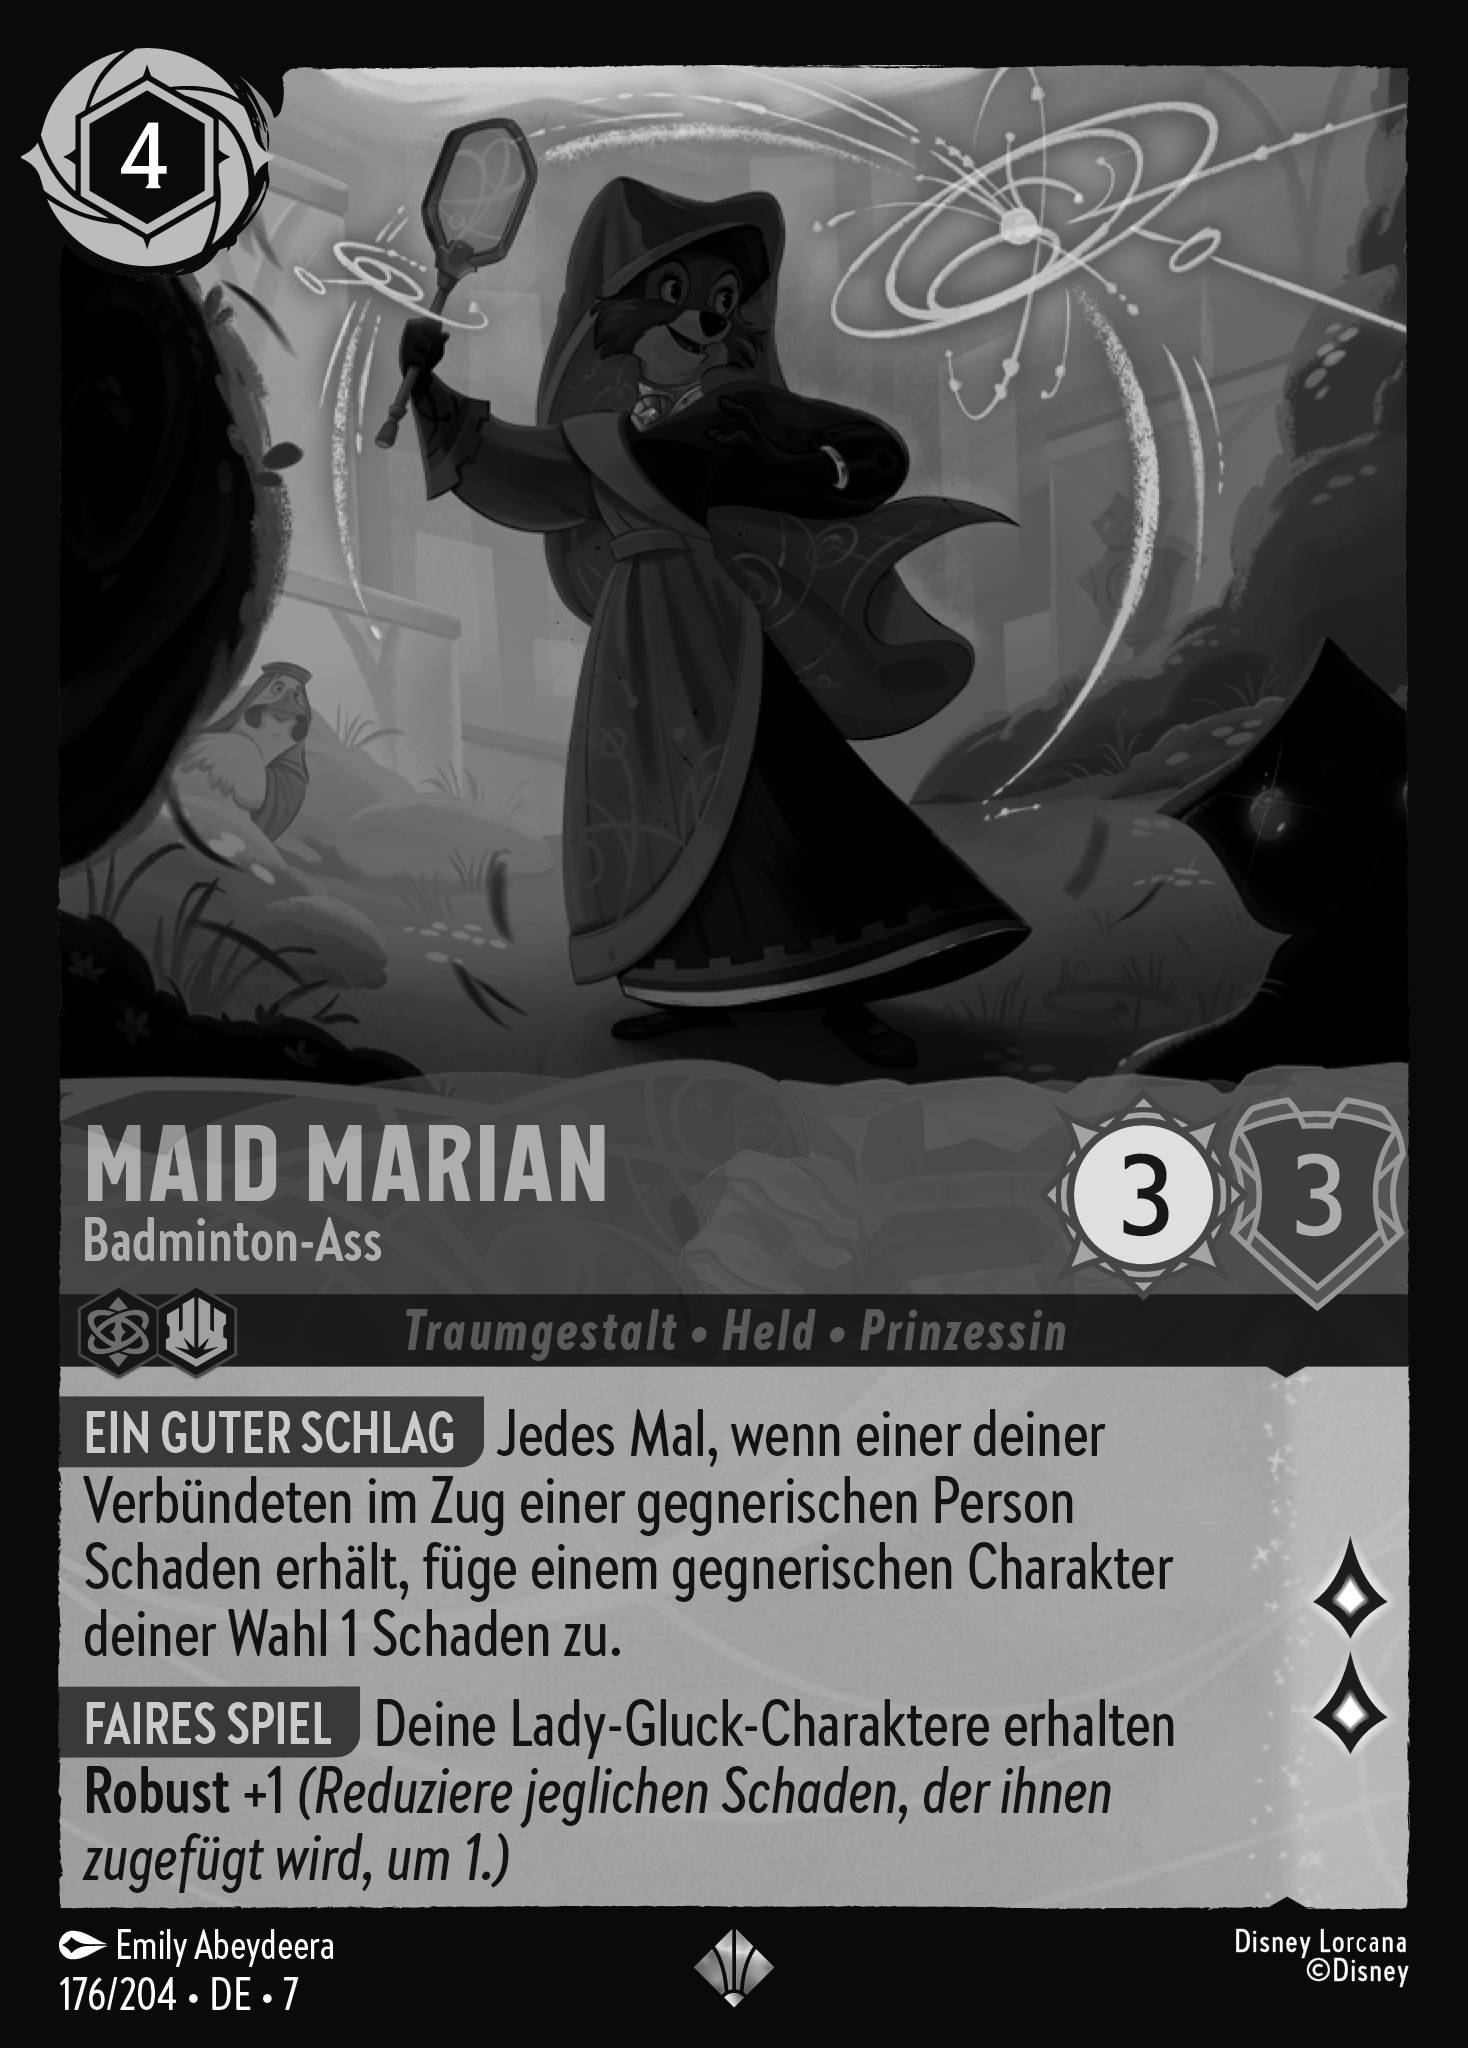 4
MAID MARIAN
Badminton-Ass
3 3
Traumgestalt • Held • Prinzessin
EIN GUTER SCHLAG Jedes Mal, wenn einer deiner
Verbündeten im Zug einer gegnerischen Person
Schaden erhält, füge einem gegnerischen Charakter
deiner Wahl 1 Schaden zu.
FAIRES SPIEL Deine Lady-Gluck-Charaktere erhalten
Robust +1 (Reduziere jeglichen Schaden, der ihnen
zugefügt wird, um 1.)
Emily Abeydeera
176/204 • DE • 7
Disney Lorcana
©Disney